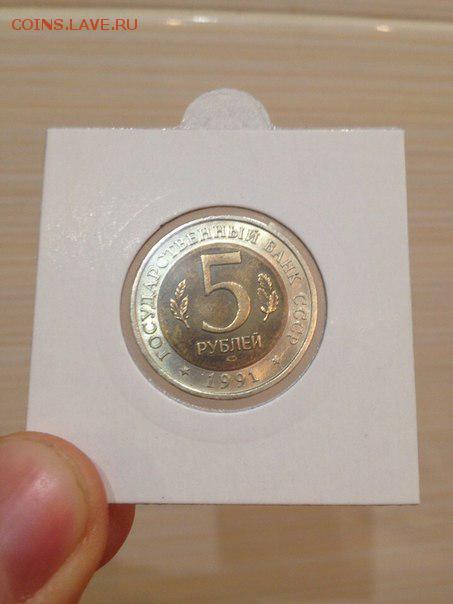 COINS.LAVE.RU
ГОСУДАРСТВЕННЫЙ БАНК СССР
5
РУБЛЕЙ
1991